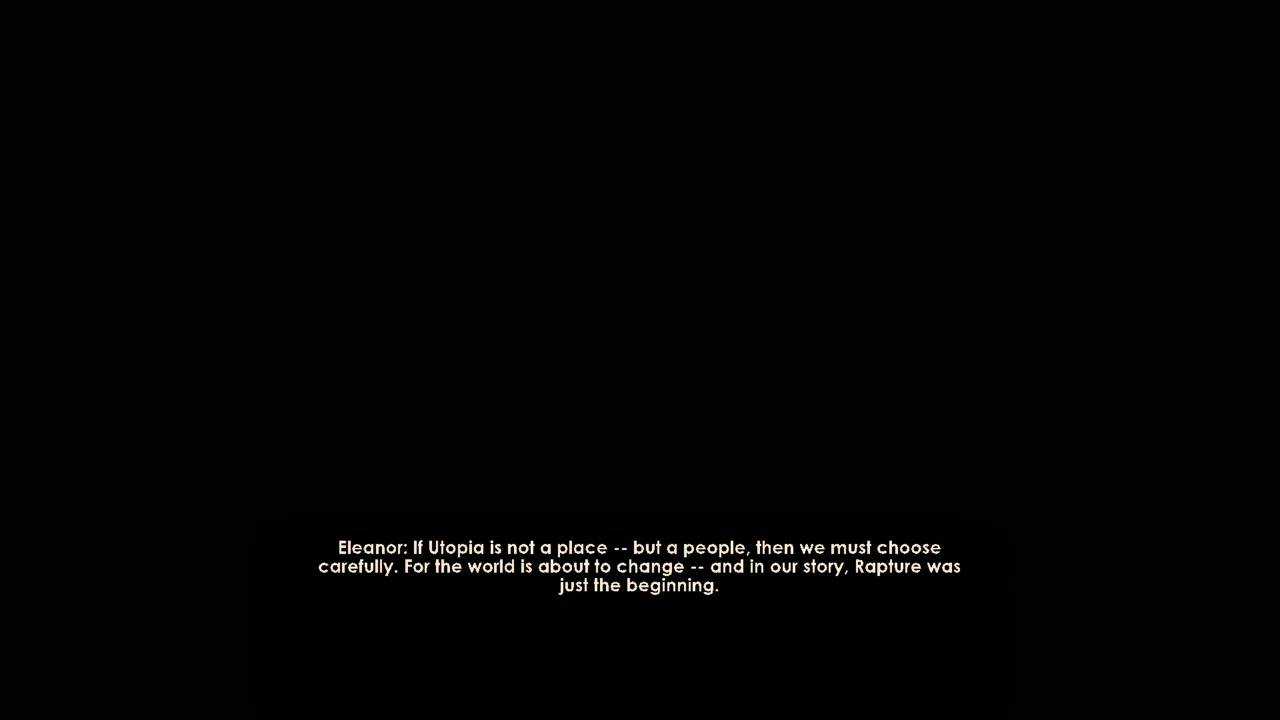 Eleanor: If Utopia is not a place -- but a people, then we must choose
carefully. For the world is about to change -- and in our story, Rapture was
just the beginning.